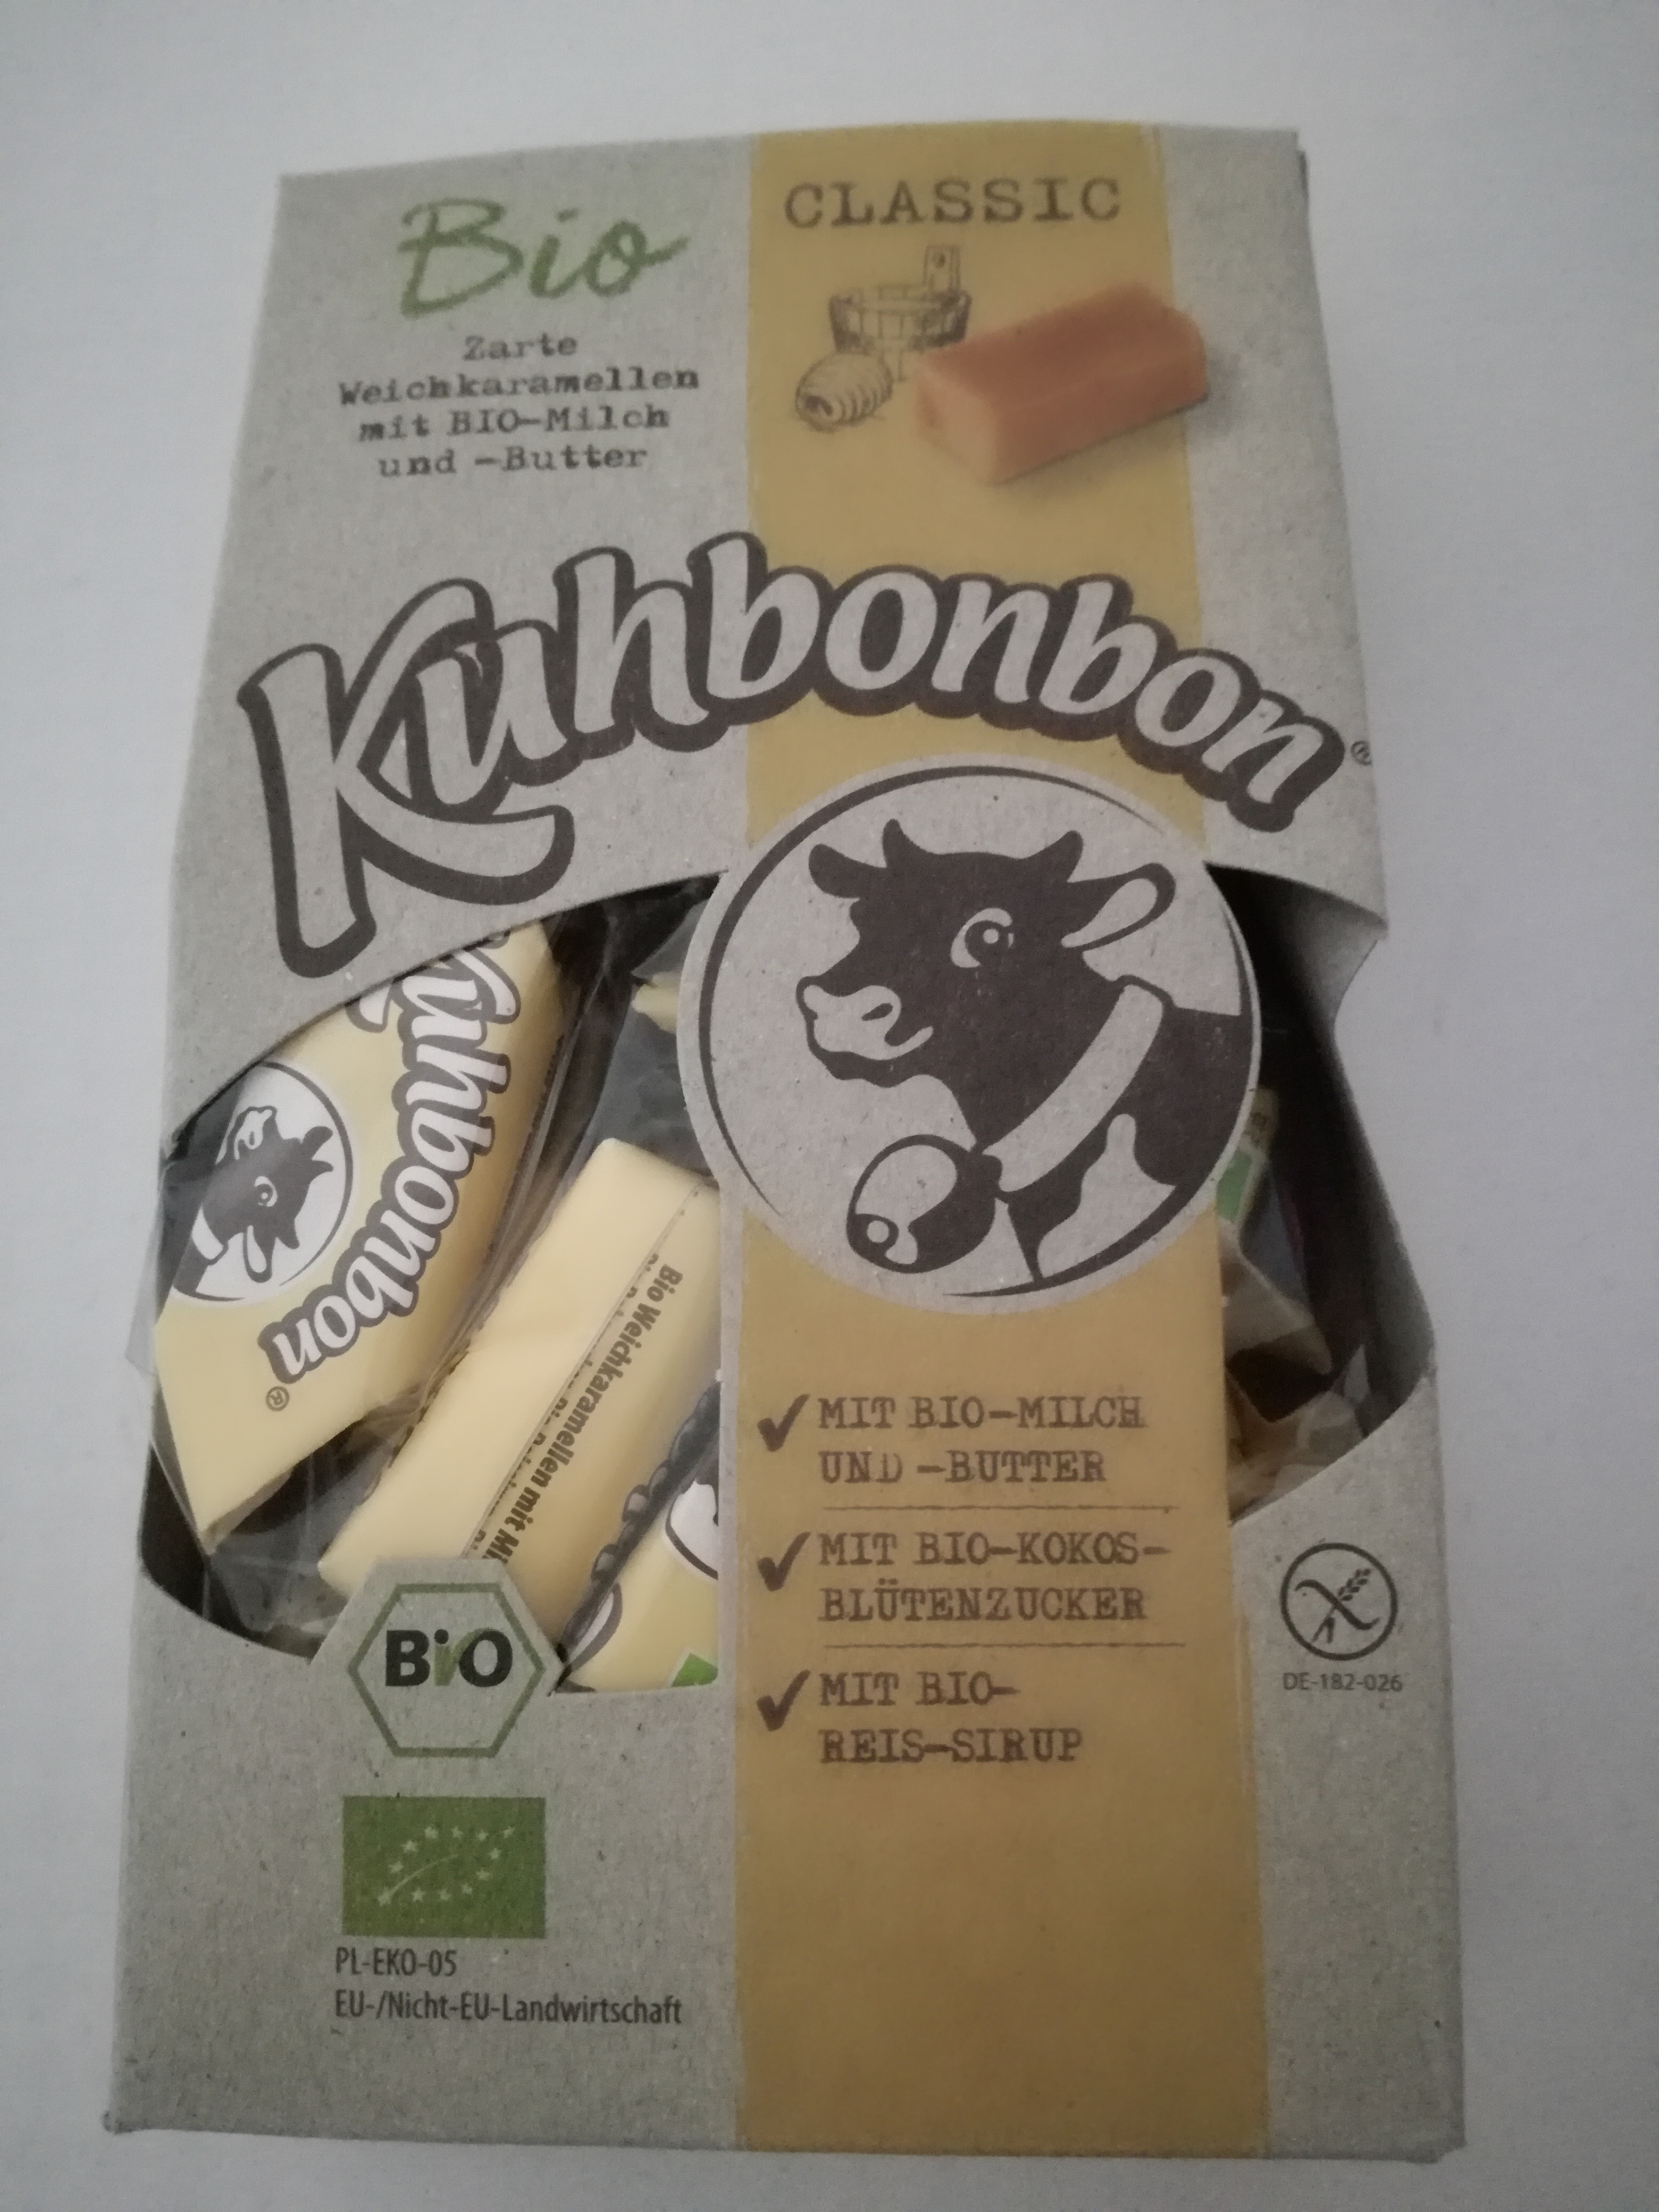 Bio
Zarte
Weichkaramellen
mit BIO-Milch
und -Butter
CLASSIC
Kuhbonbon®
Kuhbonbon®
Bio Weichkaramellen mit
✓ MIT BIO-MILCH
UND -BUTTER
✓ MIT BIO-KOKOS-
BLÜTENZUCKER
✓ MIT BIO-
REIS-SIRUP
BiO
DE-182-026
PL-EKO-05
EU-/Nicht-EU-Landwirtschaft